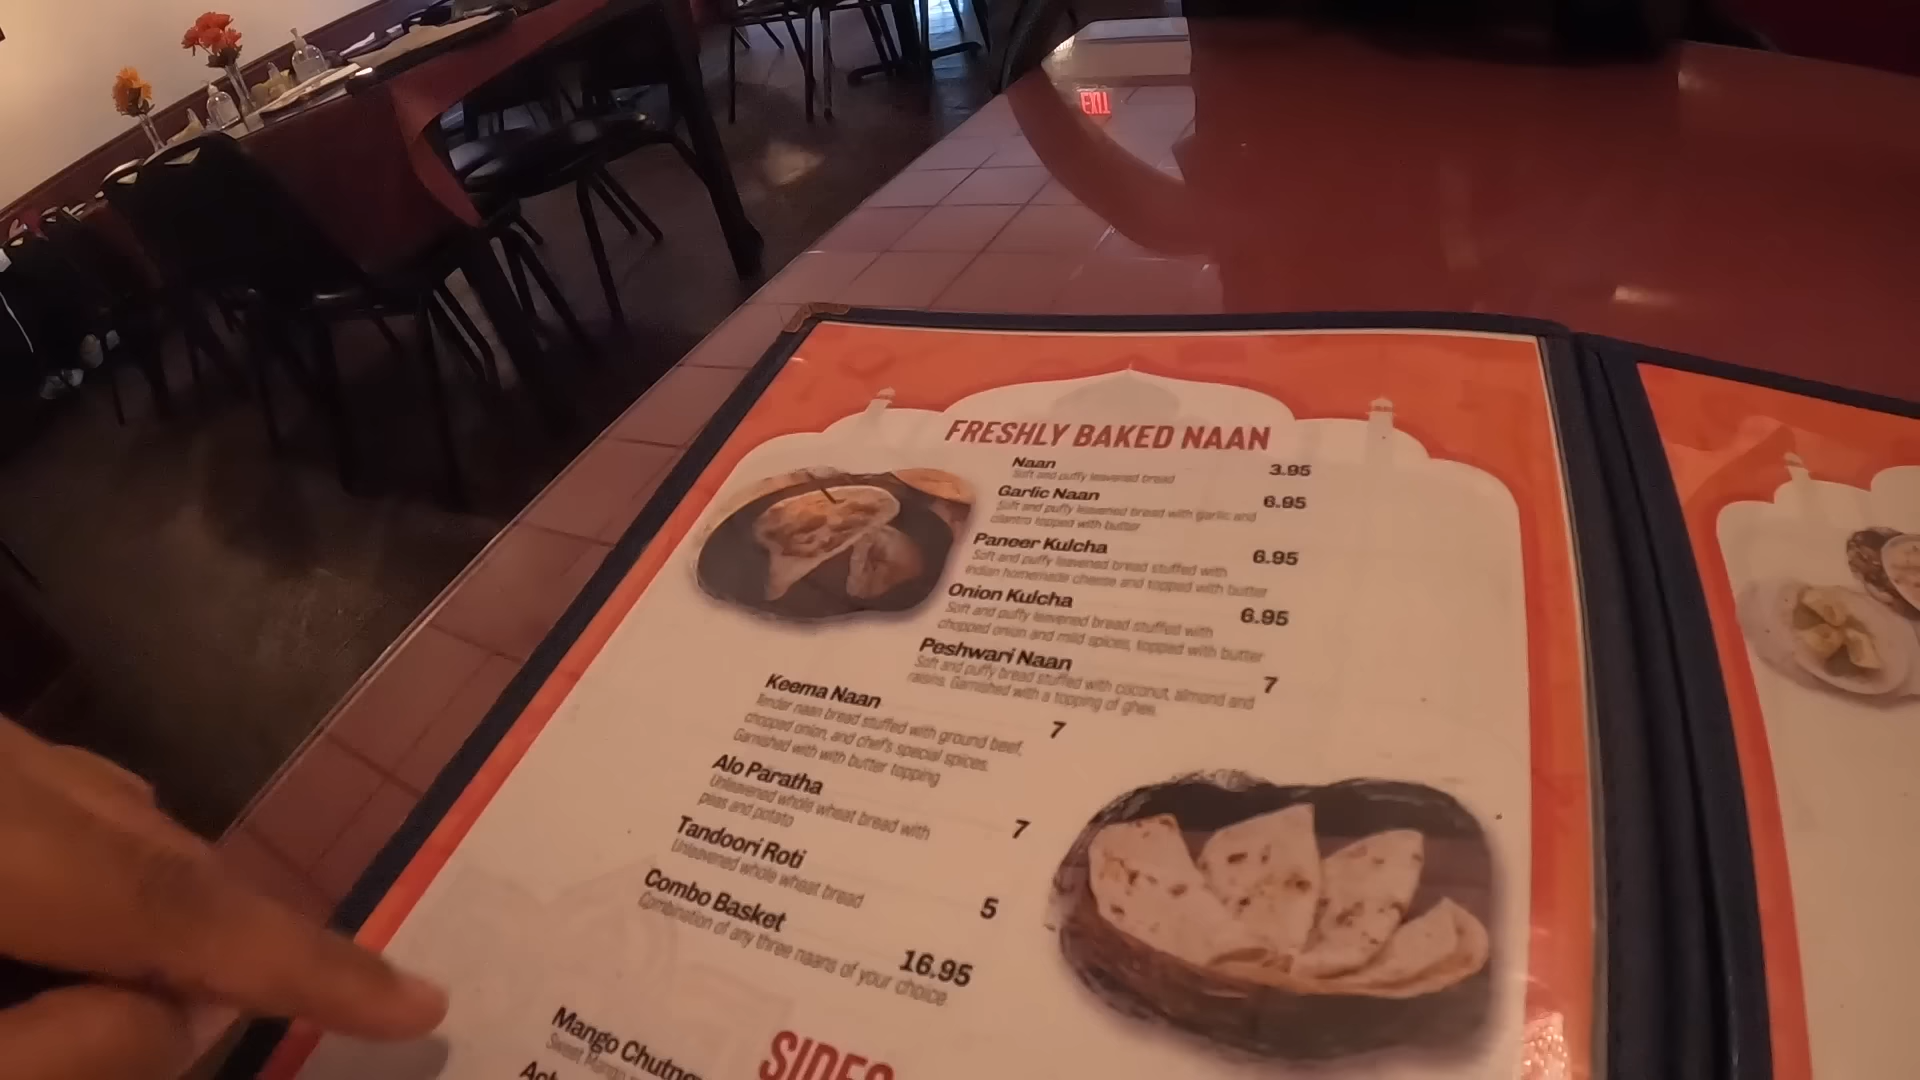 EXIT
FRESHLY BAKED NAAN
Naan 3.95
Soft and puffy leavened bread
Garlic Naan 6.95
Soft and puffy leavened bread with garlic and
cilantro topped with butter
Paneer Kulcha 6.95
Soft and puffy leavened bread stuffed with
Indian homemade cheese and topped with butter
Onion Kulcha 6.95
Soft and puffy leavened bread stuffed with
chopped onion and mild spices, topped with butter
Peshwari Naan 7
Soft and puffy bread stuffed with coconut, almond and
raisins. Garnished with a topping of ghee.
Keema Naan 7
Tender naan bread stuffed with ground beef,
chopped onion, and chef's special spices.
Garnished with with butter topping
Alo Paratha 7
Unleavened whole wheat bread with
peas and potato
Tandoori Roti 5
Unleavened whole wheat bread
Combo Basket 16.95
Combination of any three naans of your choice
SIDES
Mango Chutney
Sweet Mango